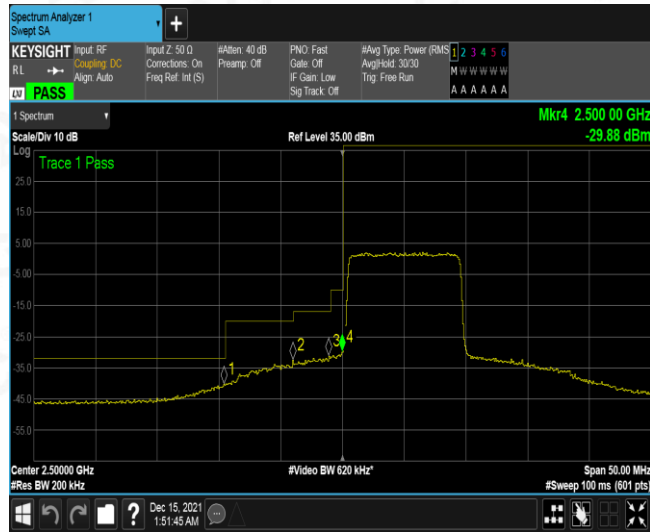 Spectrum Analyzer 1
Swept SA
KEYSIGHT
RL
LXI PASS
Input: RF
Coupling: DC
Align: Auto
Input Z: 50 Ω
Corrections: On
Freq Ref: Int (S)
#Atten: 40 dB
Preamp: Off
PNO: Fast
Gate: Off
IF Gain: Low
Sig Track: Off
#Avg Type: Power (RMS
Avg|Hold: 30/30
Trig: Free Run
1 2 3 4 5 6
M W W W W W
A A A A A A
1 Spectrum
Mkr4 2.500 00 GHz
Scale/Div 10 dB
Ref Level 35.00 dBm
-29.88 dBm
Log
Trace 1 Pass
25.0
15.0
5.00
-5.00
-15.0
-25.0
-35.0
-45.0
-55.0
1
2
3
4
Center 2.50000 GHz
#Video BW 620 kHz*
Span 50.00 MHz
#Res BW 200 kHz
#Sweep 100 ms (601 pts)
?
Dec 15, 2021
1:51:45 AM